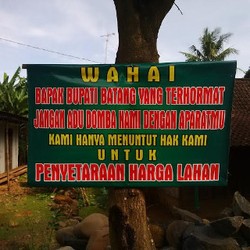 WAHAI
BAPAK BUPATI BATANG YANG TERHORMAT
JANGAN ADU DOMBA KAMI DENGAN APARATMU
KAMI HANYA MENUNTUT HAK KAMI
UNTUK
PENYETARAAN HARGA LAHAN